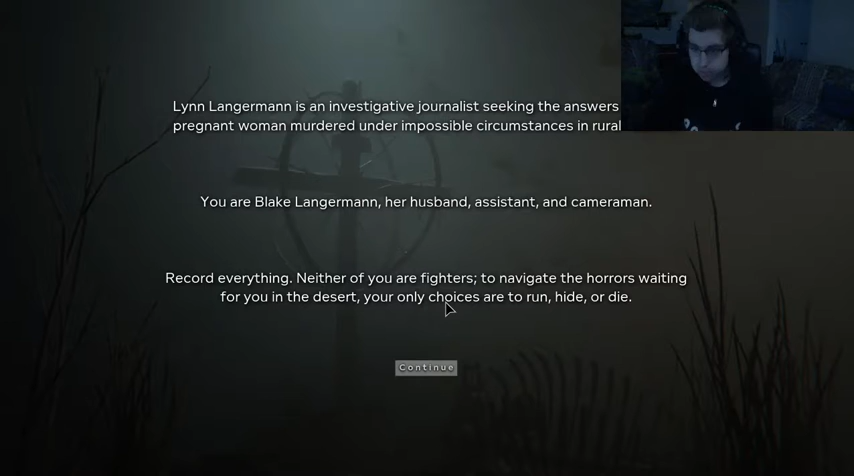 Lynn Langermann is an investigative journalist seeking the answers
pregnant woman murdered under impossible circumstances in rural
You are Blake Langermann, her husband, assistant, and cameraman.
Record everything. Neither of you are fighters; to navigate the horrors waiting
for you in the desert, your only choices are to run, hide, or die.
Continue